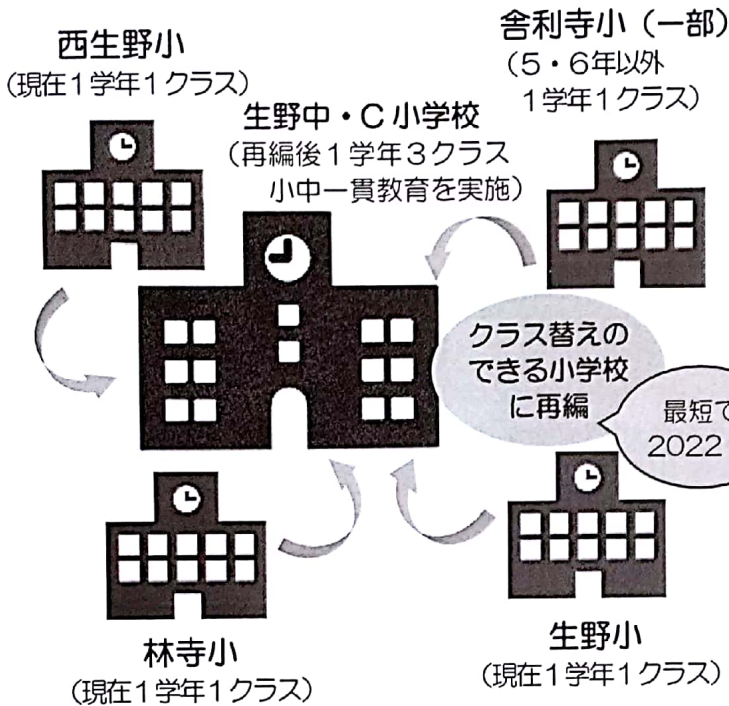 西生野小
(現在1学年1クラス)
舎利寺小(一部)
(5・6年以外
1学年1クラス)
生野中・C小学校
(再編後1学年3クラス
小中一貫教育を実施)
クラス替えの
できる小学校
に再編
最短で
2022
林寺小
(現在1学年1クラス)
生野小
(現在1学年1クラス)